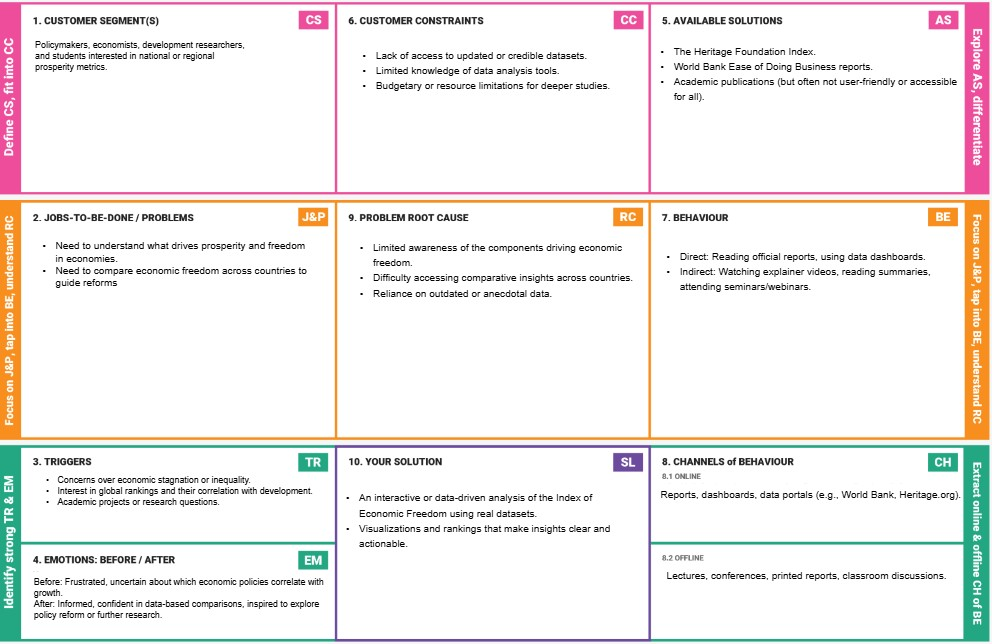 Define CS, fit into CC
1. CUSTOMER SEGMENT(S)
CS
Policymakers, economists, development researchers,
and students interested in national or regional
prosperity metrics.
6. CUSTOMER CONSTRAINTS
CC
• Lack of access to updated or credible datasets.
• Limited knowledge of data analysis tools.
• Budgetary or resource limitations for deeper studies.
5. AVAILABLE SOLUTIONS
AS
• The Heritage Foundation Index.
• World Bank Ease of Doing Business reports.
• Academic publications (but often not user-friendly or accessible
for all).
Explore AS, differentiate
Focus on J&P, tap into BE, understand RC
2. JOBS-TO-BE-DONE / PROBLEMS
J&P
• Need to understand what drives prosperity and freedom
in economies.
• Need to compare economic freedom across countries to
guide reforms
9. PROBLEM ROOT CAUSE
RC
• Limited awareness of the components driving economic
freedom.
• Difficulty accessing comparative insights across countries.
• Reliance on outdated or anecdotal data.
7. BEHAVIOUR
BE
• Direct: Reading official reports, using data dashboards.
• Indirect: Watching explainer videos, reading summaries,
attending seminars/webinars.
Focus on J&P, tap into BE, understand RC
Identify strong TR & EM
3. TRIGGERS
TR
• Concerns over economic stagnation or inequality.
• Interest in global rankings and their correlation with development.
• Academic projects or research questions.
4. EMOTIONS: BEFORE / AFTER
EM
Before: Frustrated, uncertain about which economic policies correlate with
growth.
After: Informed, confident in data-based comparisons, inspired to explore
policy reform or further research.
10. YOUR SOLUTION
SL
• An interactive or data-driven analysis of the Index of
Economic Freedom using real datasets.
• Visualizations and rankings that make insights clear and
actionable.
8. CHANNELS of BEHAVIOUR
CH
8.1 ONLINE
Reports, dashboards, data portals (e.g., World Bank, Heritage.org).
8.2 OFFLINE
Lectures, conferences, printed reports, classroom discussions.
Extract online & offline CH of BE